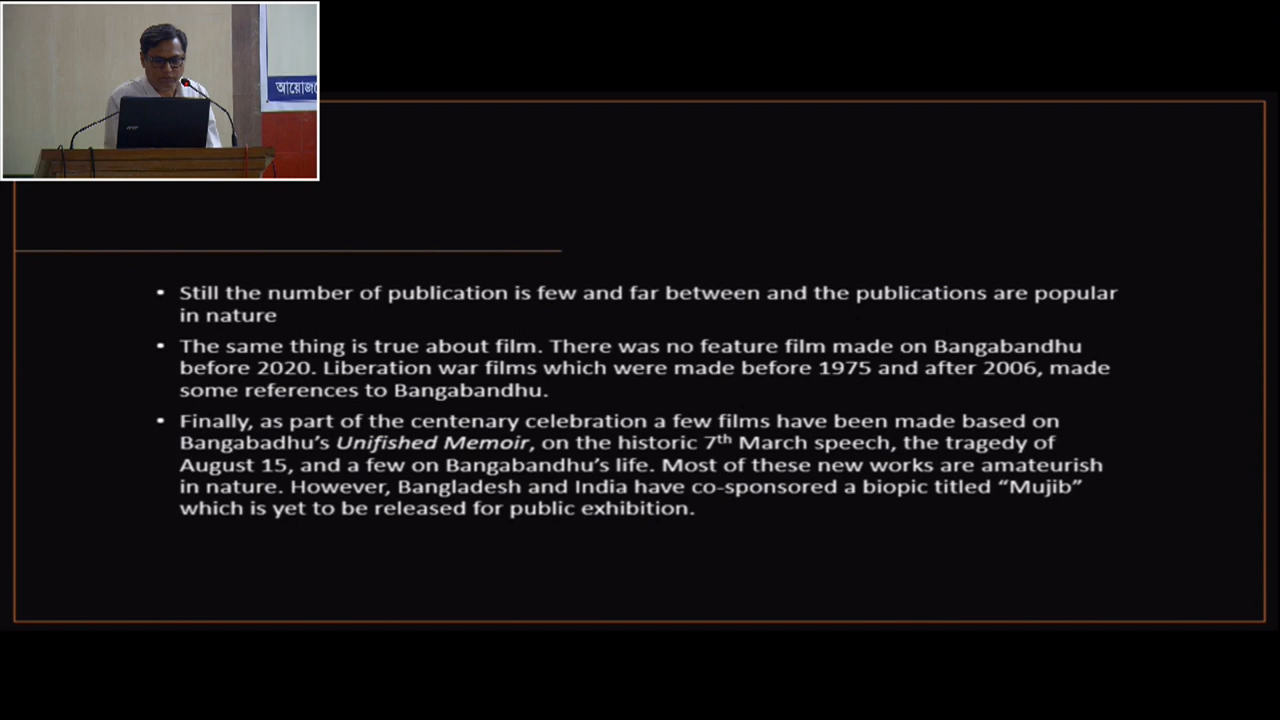 আয়োজ
• Still the number of publication is few and far between and the publications are popular
in nature
• The same thing is true about film. There was no feature film made on Bangabandhu
before 2020. Liberation war films which were made before 1975 and after 2006, made
some references to Bangabandhu.
• Finally, as part of the centenary celebration a few films have been made based on
Bangabadhu’s Unifished Memoir, on the historic 7th March speech, the tragedy of
August 15, and a few on Bangabandhu’s life. Most of these new works are amateurish
in nature. However, Bangladesh and India have co-sponsored a biopic titled “Mujib”
which is yet to be released for public exhibition.